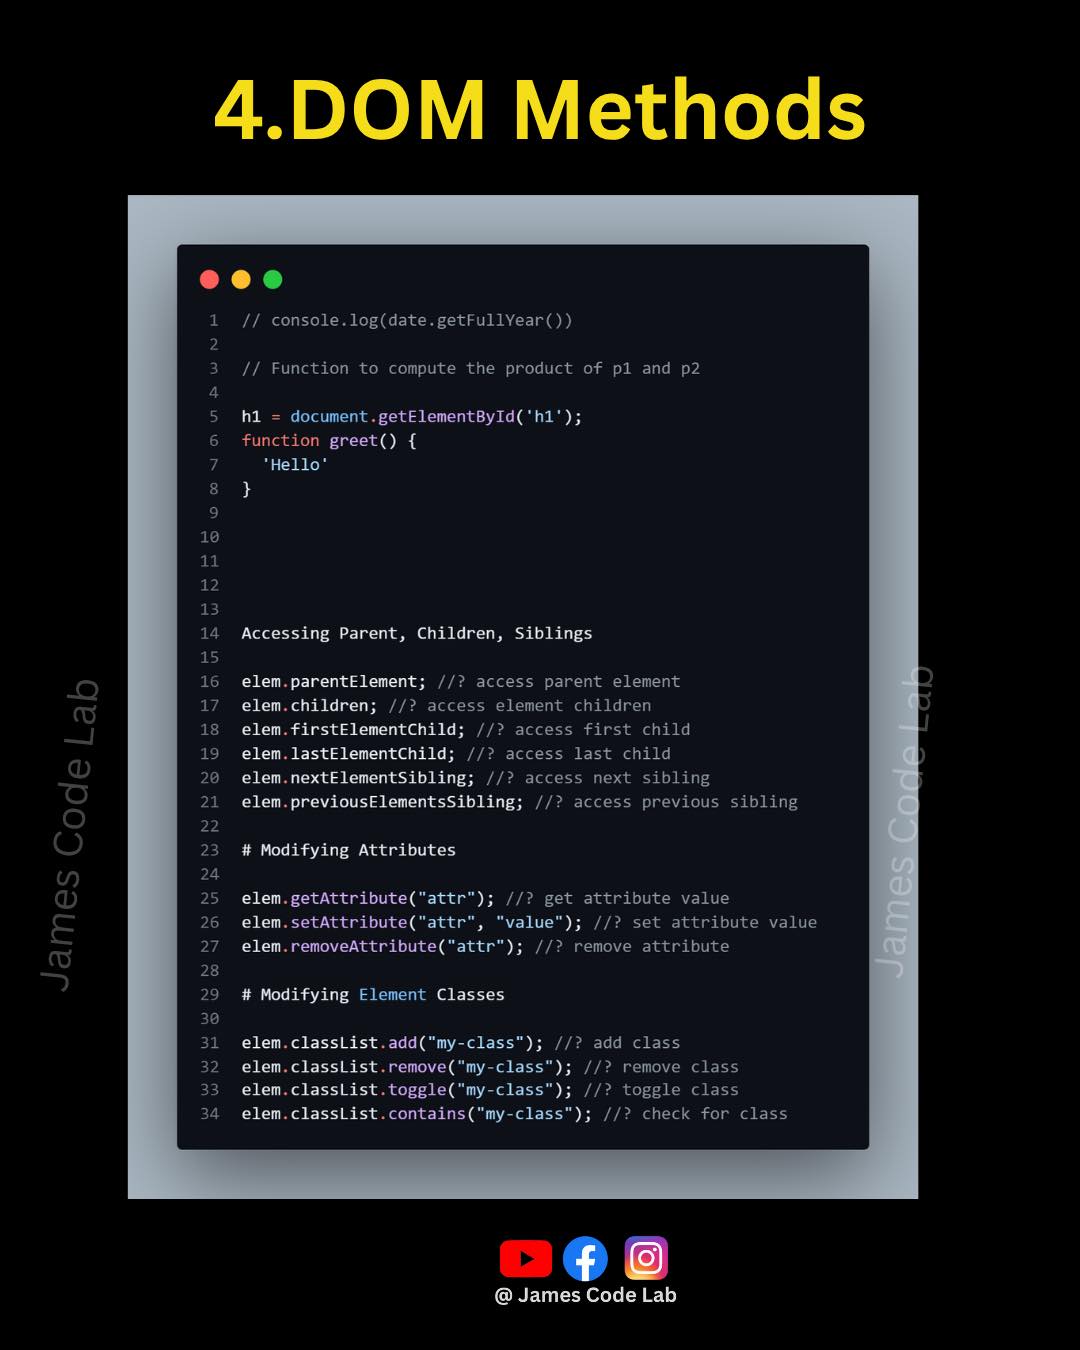 4.DOM Methods
1 // console.log(date.getFullYear())
2
3 // Function to compute the product of p1 and p2
4
5 h1 = document.getElementById('h1');
6 function greet() {
7 'Hello'
8 }
9
10
11
12
13
14 Accessing Parent, Children, Siblings
15
16 elem.parentElement; //? access parent element
17 elem.children; //? access element children
18 elem.firstElementChild; //? access first child
19 elem.lastElementChild; //? access last child
20 elem.nextElementSibling; //? access next sibling
21 elem.previousElementsSibling; //? access previous sibling
22
23 # Modifying Attributes
24
25 elem.getAttribute("attr"); //? get attribute value
26 elem.setAttribute("attr", "value"); //? set attribute value
27 elem.removeAttribute("attr"); //? remove attribute
28
29 # Modifying Element Classes
30
31 elem.classList.add("my-class"); //? add class
32 elem.classList.remove("my-class"); //? remove class
33 elem.classList.toggle("my-class"); //? toggle class
34 elem.classList.contains("my-class"); //? check for class
James Code Lab
James Code Lab
@ James Code Lab